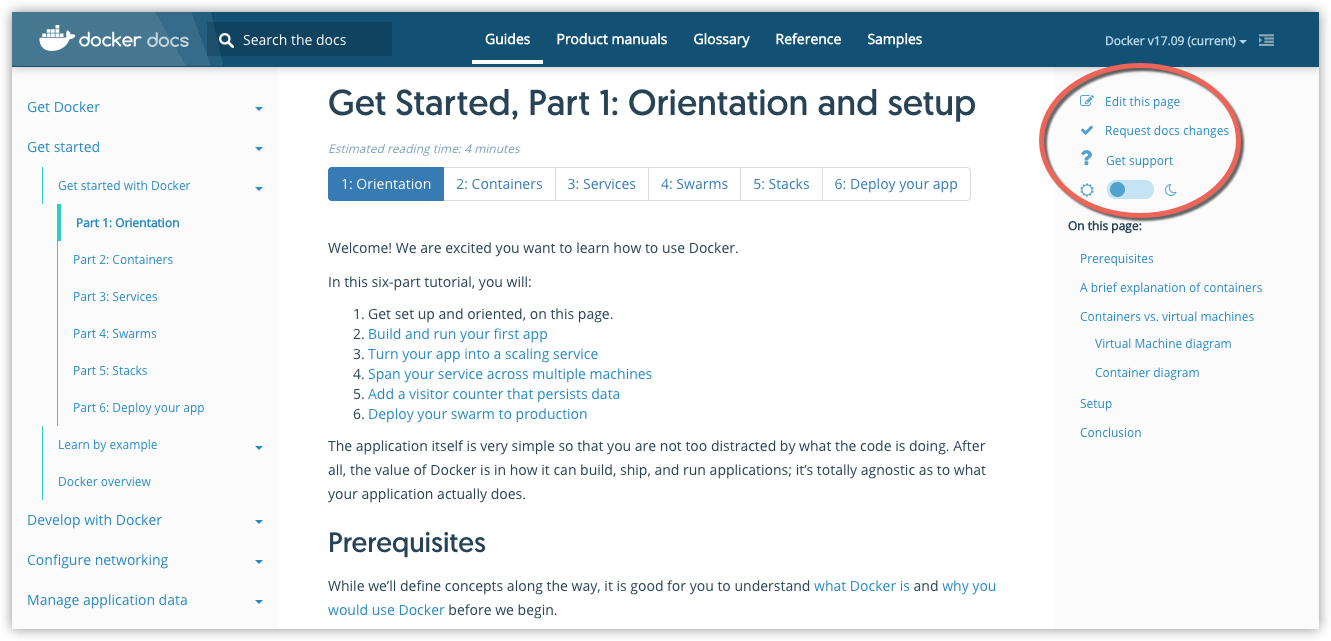 docker docs
Search the docs
Guides
Product manuals
Glossary
Reference
Samples
Docker v17.09 (current)
Get Docker
Get started
Get started with Docker
Part 1: Orientation
Part 2: Containers
Part 3: Services
Part 4: Swarms
Part 5: Stacks
Part 6: Deploy your app
Learn by example
Docker overview
Develop with Docker
Configure networking
Manage application data
Get Started, Part 1: Orientation and setup
Estimated reading time: 4 minutes
1: Orientation
2: Containers
3: Services
4: Swarms
5: Stacks
6: Deploy your app
Welcome! We are excited you want to learn how to use Docker.
In this six-part tutorial, you will:
1. Get set up and oriented, on this page.
2. Build and run your first app
3. Turn your app into a scaling service
4. Span your service across multiple machines
5. Add a visitor counter that persists data
6. Deploy your swarm to production
The application itself is very simple so that you are not too distracted by what the code is doing. After
all, the value of Docker is in how it can build, ship, and run applications; it’s totally agnostic as to what
your application actually does.
Prerequisites
While we’ll define concepts along the way, it is good for you to understand what Docker is and why you
would use Docker before we begin.
Edit this page
Request docs changes
? Get support
On this page:
Prerequisites
A brief explanation of containers
Containers vs. virtual machines
Virtual Machine diagram
Container diagram
Setup
Conclusion